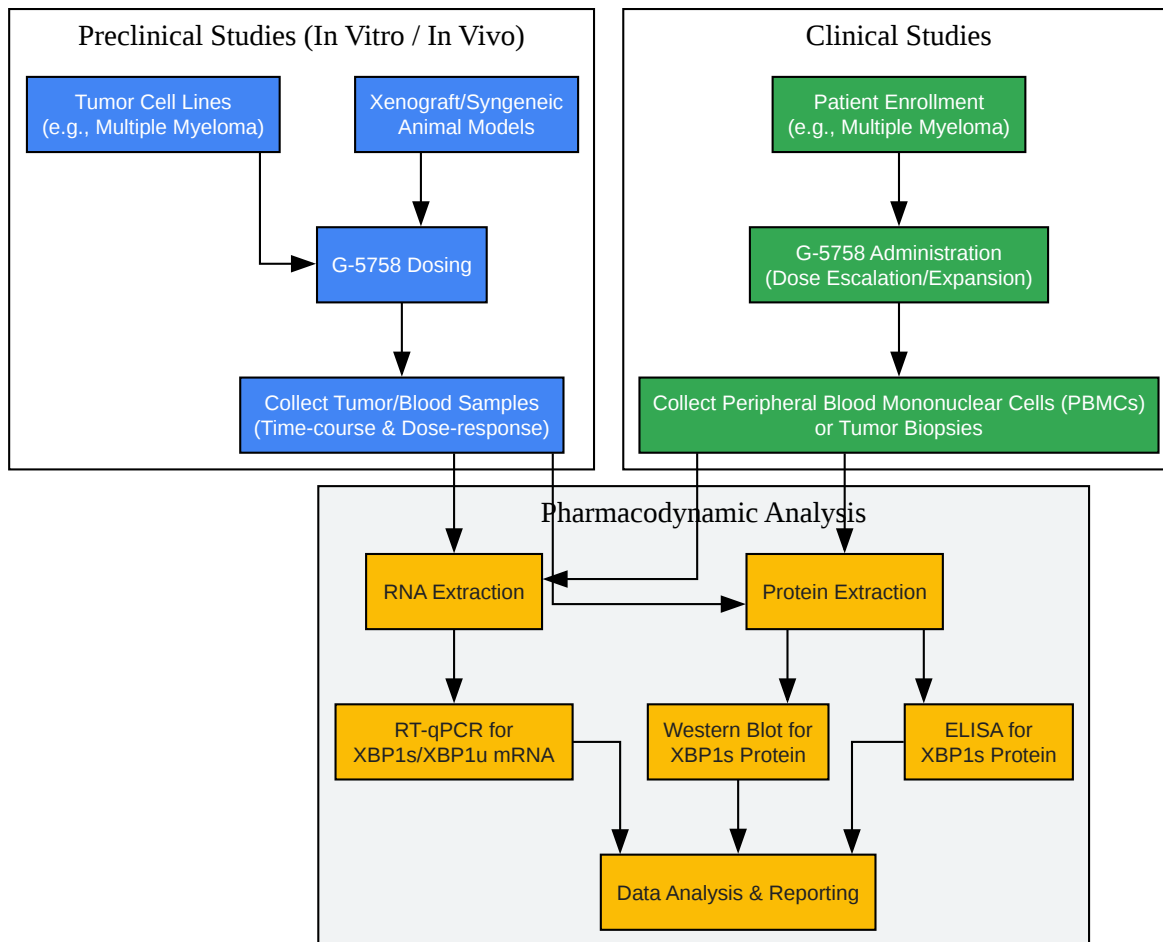 Preclinical Studies (In Vitro / In Vivo)
Tumor Cell Lines
(e.g., Multiple Myeloma)
Xenograft/Syngeneic
Animal Models
G-5758 Dosing
Collect Tumor/Blood Samples
(Time-course & Dose-response)
Clinical Studies
Patient Enrollment
(e.g., Multiple Myeloma)
G-5758 Administration
(Dose Escalation/Expansion)
Collect Peripheral Blood Mononuclear Cells (PBMCs)
or Tumor Biopsies
Pharmacodynamic Analysis
RNA Extraction
Protein Extraction
RT-qPCR for
XBP1s/XBP1u mRNA
Western Blot for
XBP1s Protein
ELISA for
XBP1s Protein
Data Analysis & Reporting